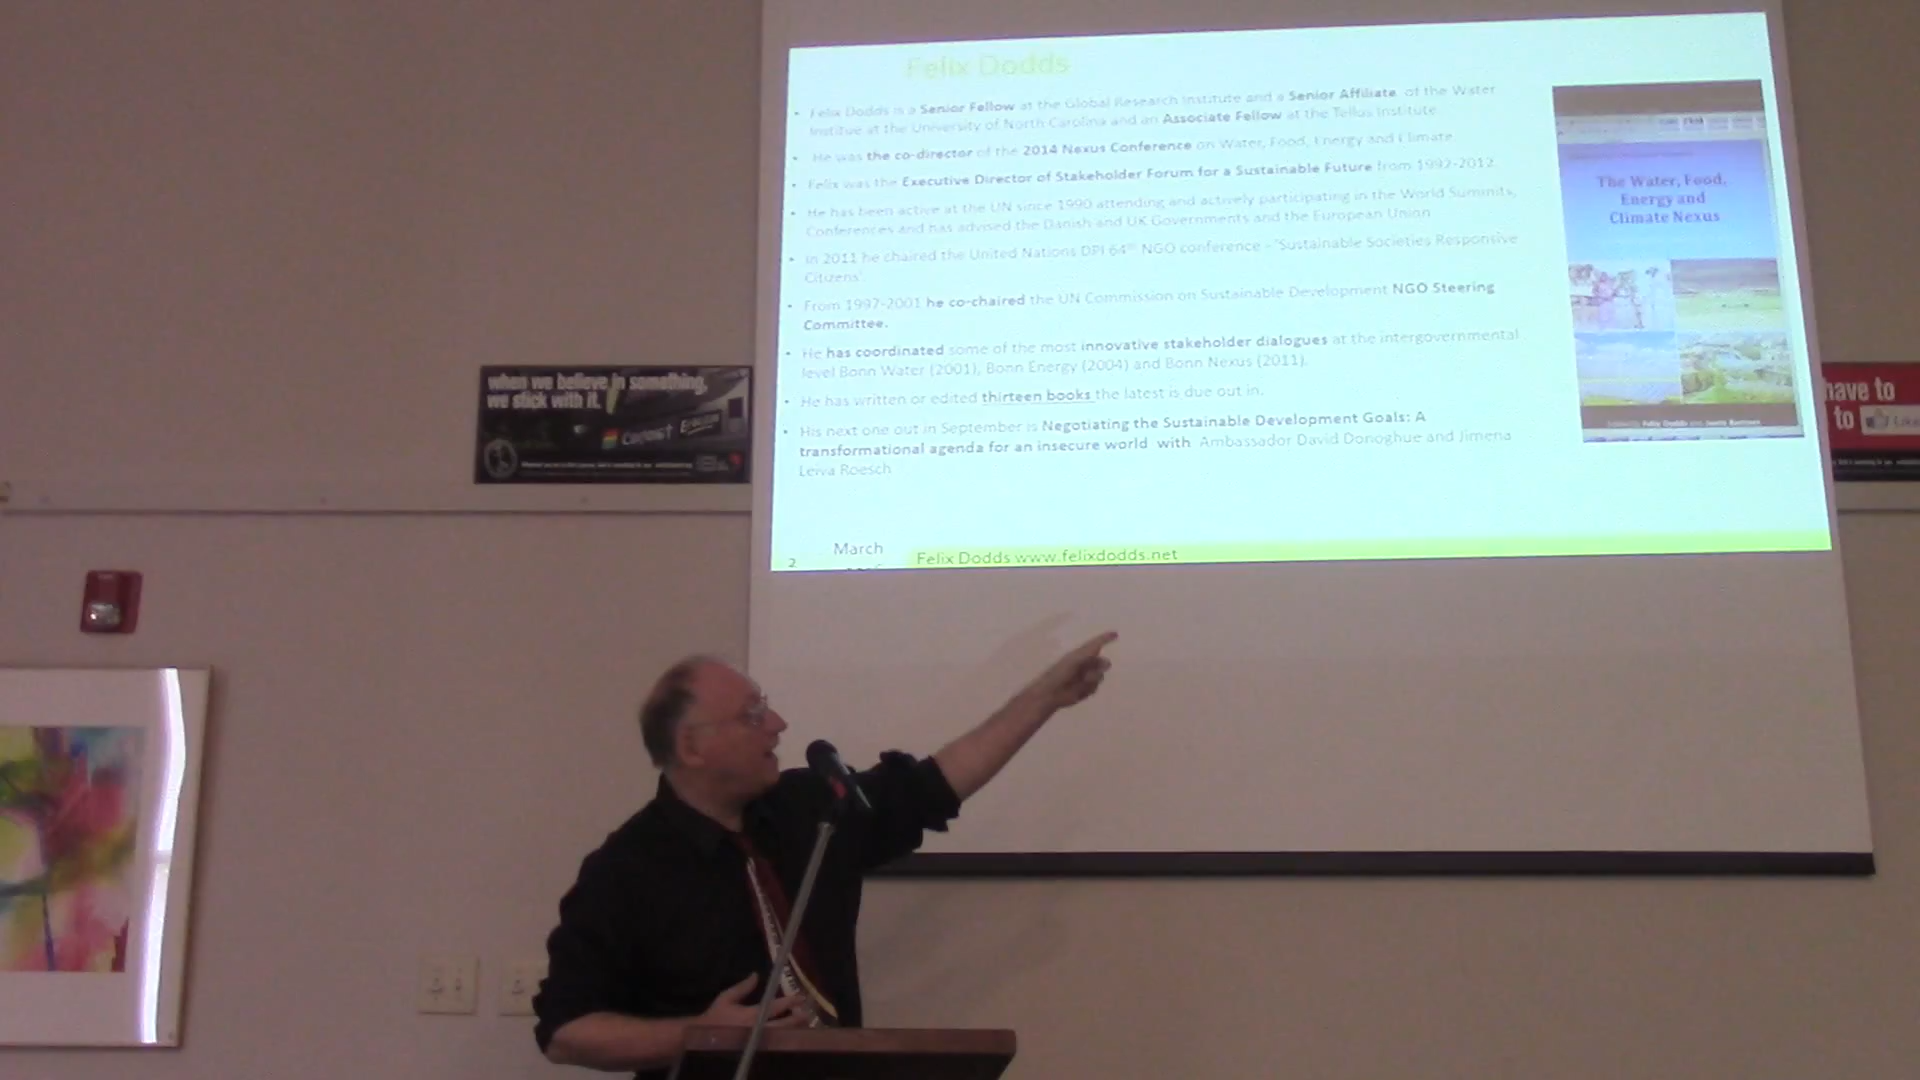 Felix Dodds
• Felix Dodds is a Senior Fellow at the Global Research Institute and a Senior Affiliate of the Water
Institue at the University of North Carolina and an Associate Fellow at the Tellus Institute.
• He was the co-director of the 2014 Nexus Conference on Water, Food, Energy and Climate
• Felix was the Executive Director of Stakeholder Forum for a Sustainable Future from 1992-2012.
• He has been active at the UN since 1990 attending and actively participating in the World Summits,
Conferences and has advised the Danish and UK Governments and the European Union
• In 2011 he chaired the United Nations DPI 64th NGO conference - 'Sustainable Societies Responsive
Citizens'.
• From 1997-2001 he co-chaired the UN Commission on Sustainable Development NGO Steering
Committee.
• He has coordinated some of the most innovative stakeholder dialogues at the intergovernmental
level Bonn Water (2001), Bonn Energy (2004) and Bonn Nexus (2011).
• He has written or edited thirteen books the latest is due out in.
• His next one out in September is Negotiating the Sustainable Development Goals: A
transformational agenda for an insecure world with Ambassador David Donoghue and Jimena
Leiva Roesch
2
March
Felix Dodds www.felixdodds.net
The Water, Food,
Energy and
Climate Nexus
when we believe in something,
we stick with it.
have to
to
Like